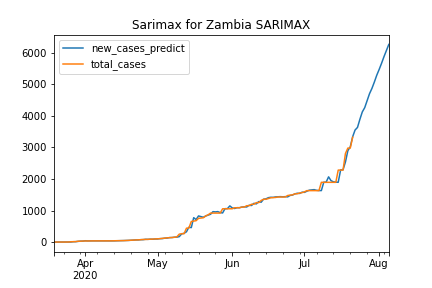 Sarimax for Zambia SARIMAX
new_cases_predict
total_cases
6000
5000
4000
3000
2000
1000
0
Apr
2020
May
Jun
Jul
Aug